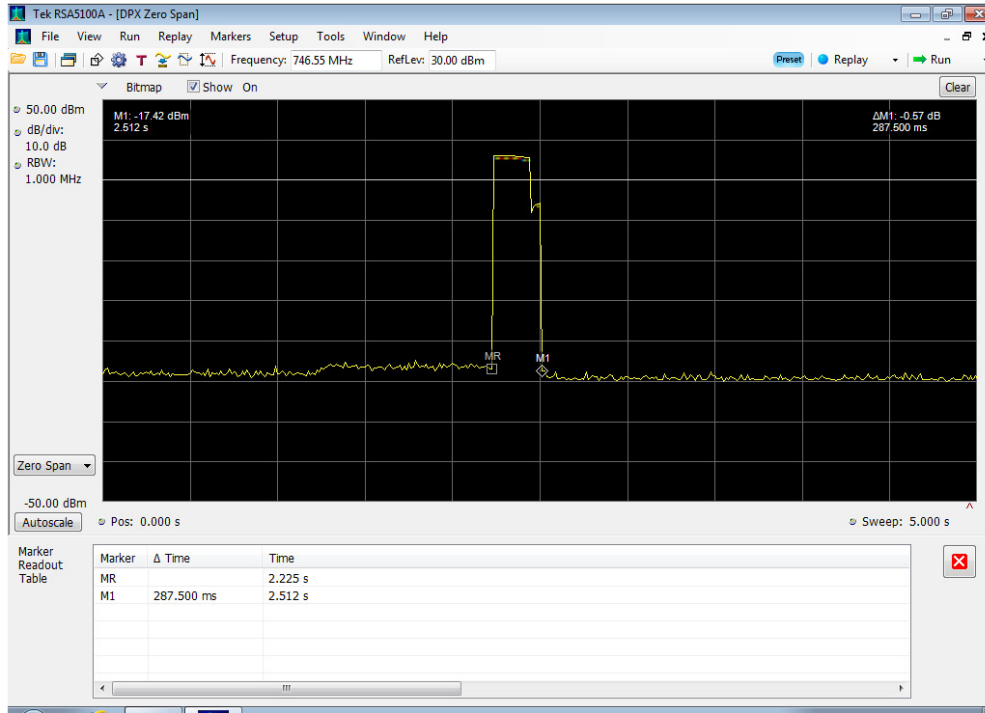 Tek RSA5100A - [DPX Zero Span]
File View Run Replay Markers Setup Tools Window Help
T Frequency: 746.55 MHz RefLev: 30.00 dBm Preset Replay Run
Bitmap Show On Clear
50.00 dBm
dB/div:
10.0 dB
RBW:
1.000 MHz
M1: -17.42 dBm
2.512 s
ΔM1: -0.57 dB
287.500 ms
MR M1
Zero Span
-50.00 dBm
Autoscale Pos: 0.000 s Sweep: 5.000 s
Marker
Readout
Table
Marker Δ Time Time
MR 2.225 s
M1 287.500 ms 2.512 s